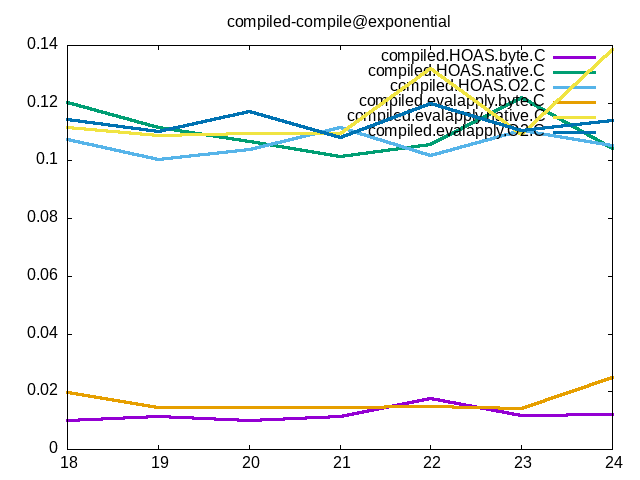 compiled-compile@exponential
0.14
0.12
0.1
0.08
0.06
0.04
0.02
0
18 19 20 21 22 23 24
compiled.HOAS.byte.C
compiled.HOAS.native.C
compiled.HOAS.O2.C
compiled.evalapply.byte.C
compiled.evalapply.native.C
compiled.evalapply.O2.C